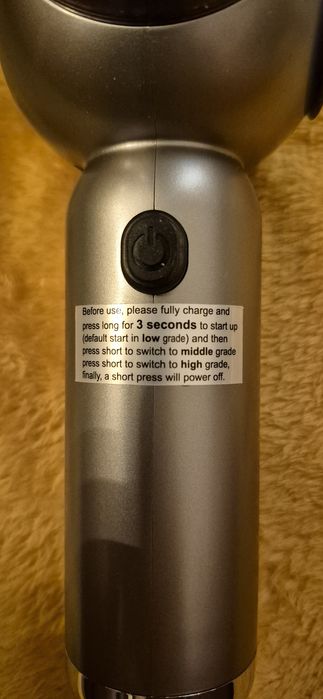 Before use, please fully charge and
press long for 3 seconds to start up
(default start in low grade) and then
press short to switch to middle grade
press short to switch to high grade,
finally, a short press will power off.